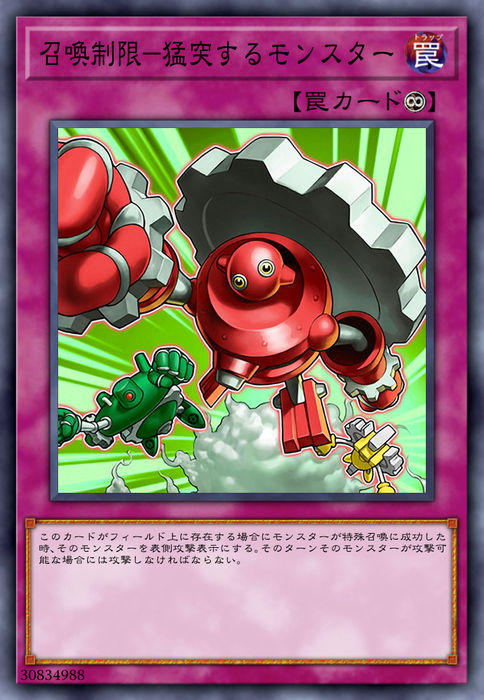 召喚制限−猛突するモンスター
トラップ
罠
【罠カード】
このカードがフィールド上に存在する場合にモンスターが特殊召喚に成功した
時、そのモンスターを表側攻撃表示にする。そのターンそのモンスターが攻撃可
能な場合には攻撃しなければならない。
30834988